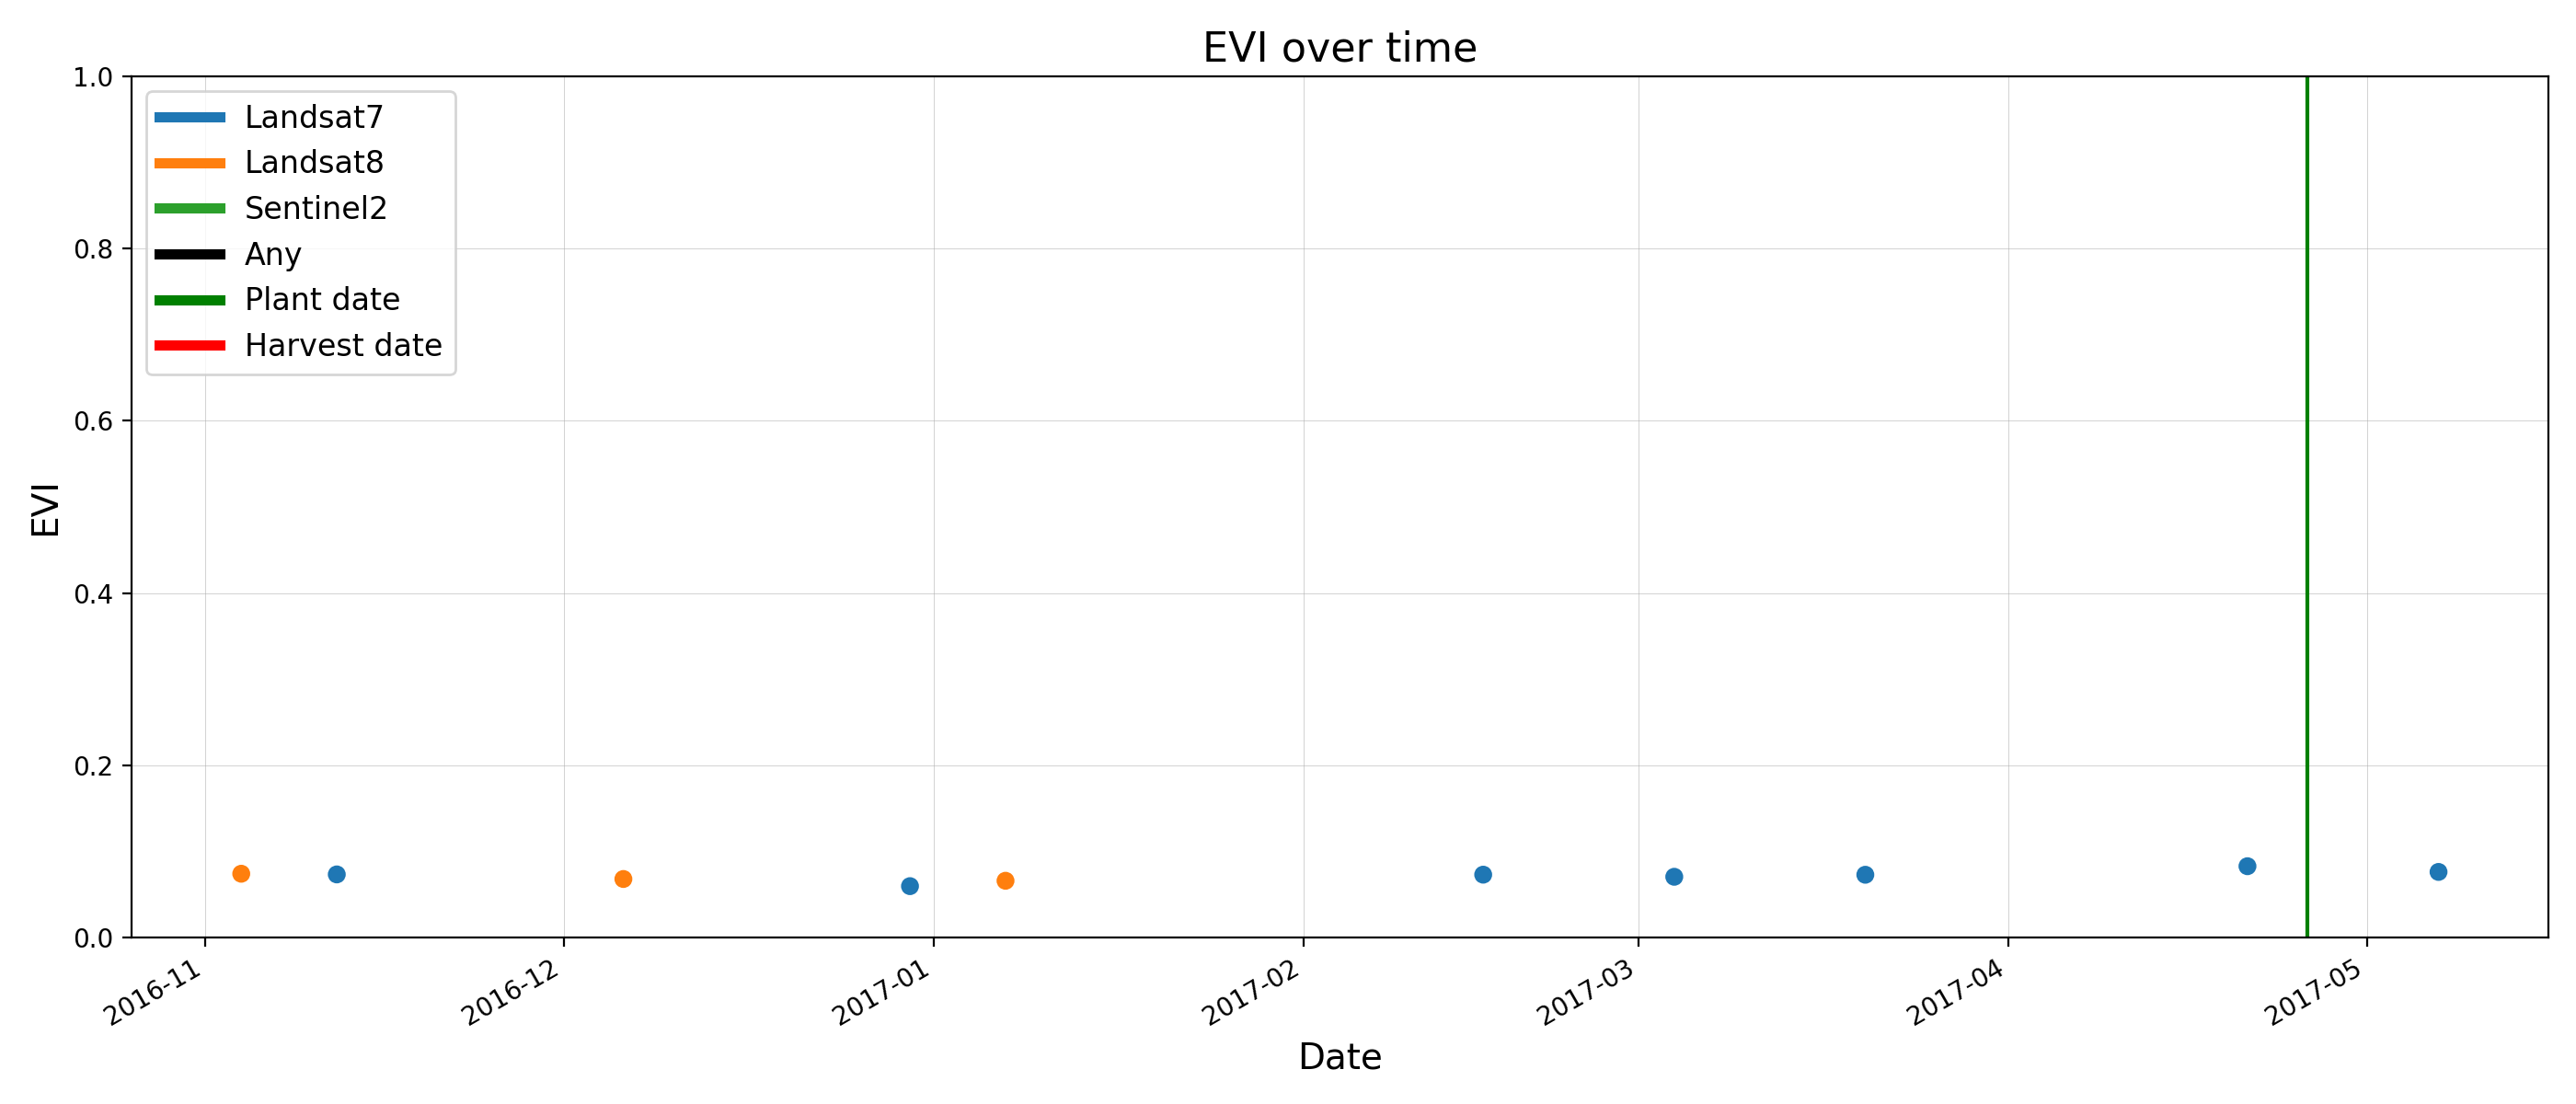 EVI over time
1.0
0.8
0.6
0.4
0.2
0.0
EVI
Landsat7
Landsat8
Sentinel2
Any
Plant date
Harvest date
2016-11
2016-12
2017-01
2017-02
2017-03
2017-04
2017-05
Date